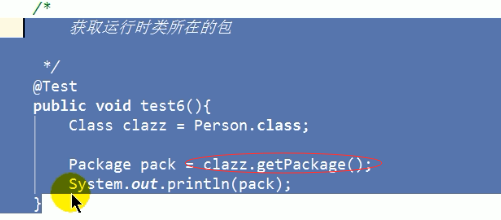 /*
获取运行时类所在的包
*/
@Test
public void test6(){
Class clazz = Person.class;
Package pack = clazz.getPackage();
System.out.println(pack);
}